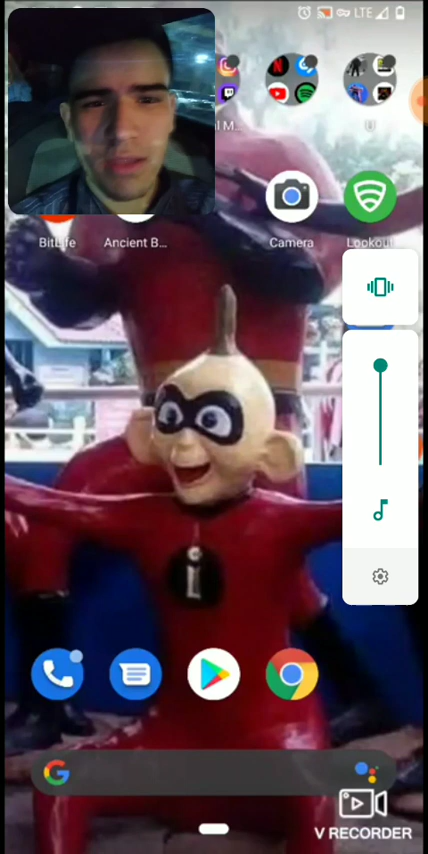 LTE
l M...
U
BitLife
Ancient B...
Camera
Lookout
i
V RECORDER